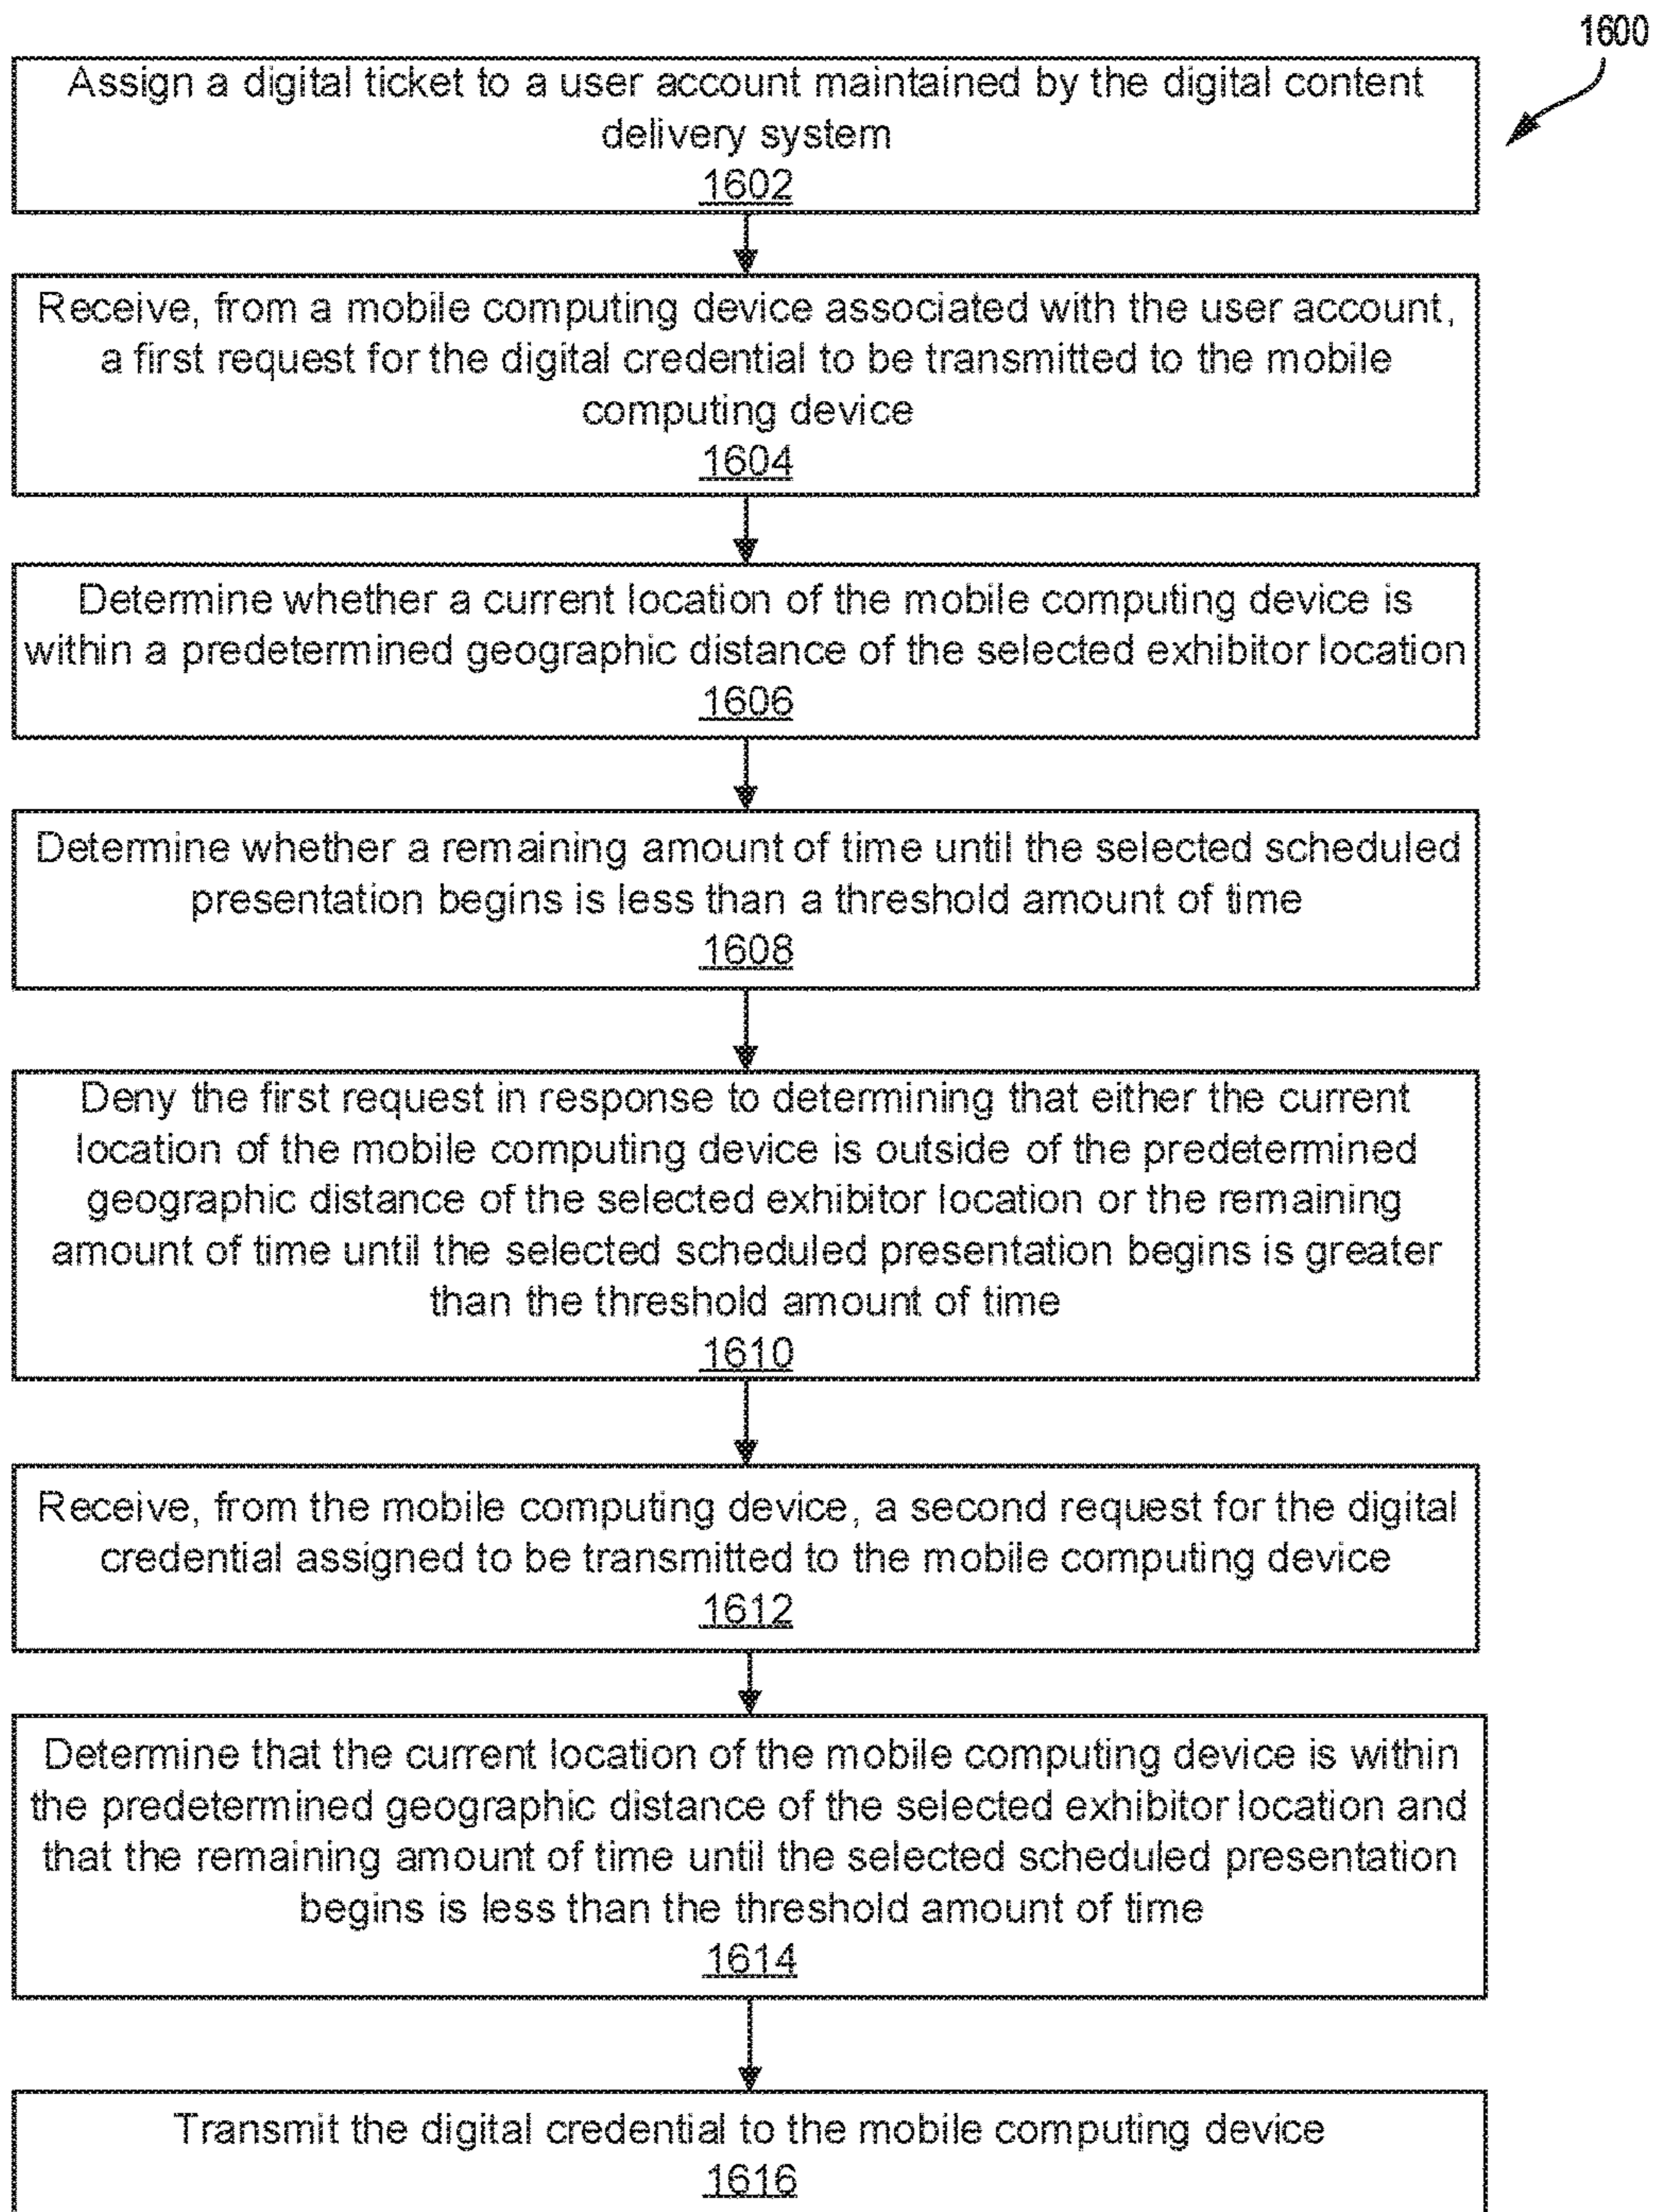 1600
Assign a digital ticket to a user account maintained by the digital content
delivery system
1602
Receive, from a mobile computing device associated with the user account,
a first request for the digital credential to be transmitted to the mobile
computing device
1604
Determine whether a current location of the mobile computing device is
within a predetermined geographic distance of the selected exhibitor location
1606
Determine whether a remaining amount of time until the selected scheduled
presentation begins is less than a threshold amount of time
1608
Deny the first request in response to determining that either the current
location of the mobile computing device is outside of the predetermined
geographic distance of the selected exhibitor location or the remaining
amount of time until the selected scheduled presentation begins is greater
than the threshold amount of time
1610
Receive, from the mobile computing device, a second request for the digital
credential assigned to be transmitted to the mobile computing device
1612
Determine that the current location of the mobile computing device is within
the predetermined geographic distance of the selected exhibitor location and
that the remaining amount of time until the selected scheduled presentation
begins is less than the threshold amount of time
1614
Transmit the digital credential to the mobile computing device
1616